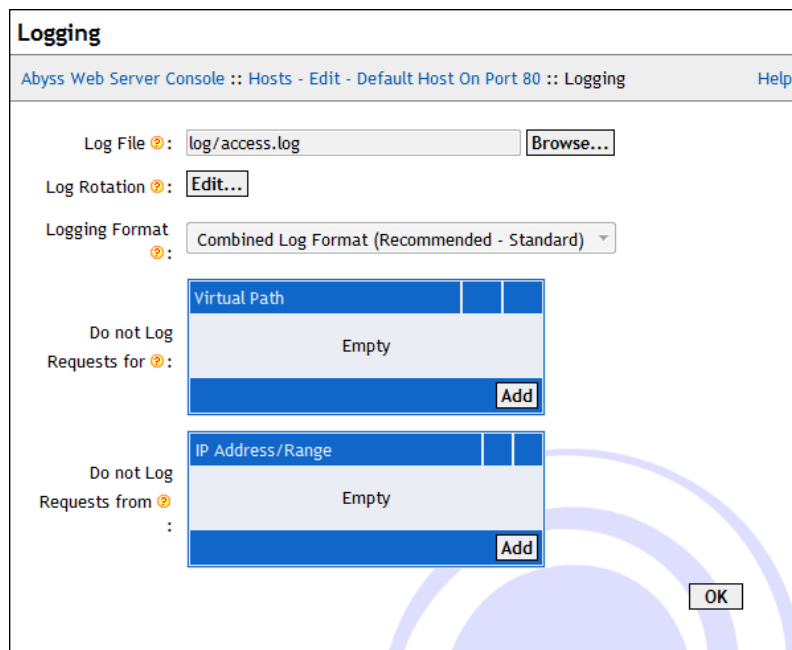 Logging
Abyss Web Server Console :: Hosts - Edit - Default Host On Port 80 :: Logging Help
Log File ?: log/access.log Browse...
Log Rotation ?: Edit...
Logging Format
?: Combined Log Format (Recommended - Standard)
Virtual Path
Do not Log
Requests for ?:
Empty
Add
IP Address/Range
Do not Log
Requests from ?
:
Empty
Add
OK